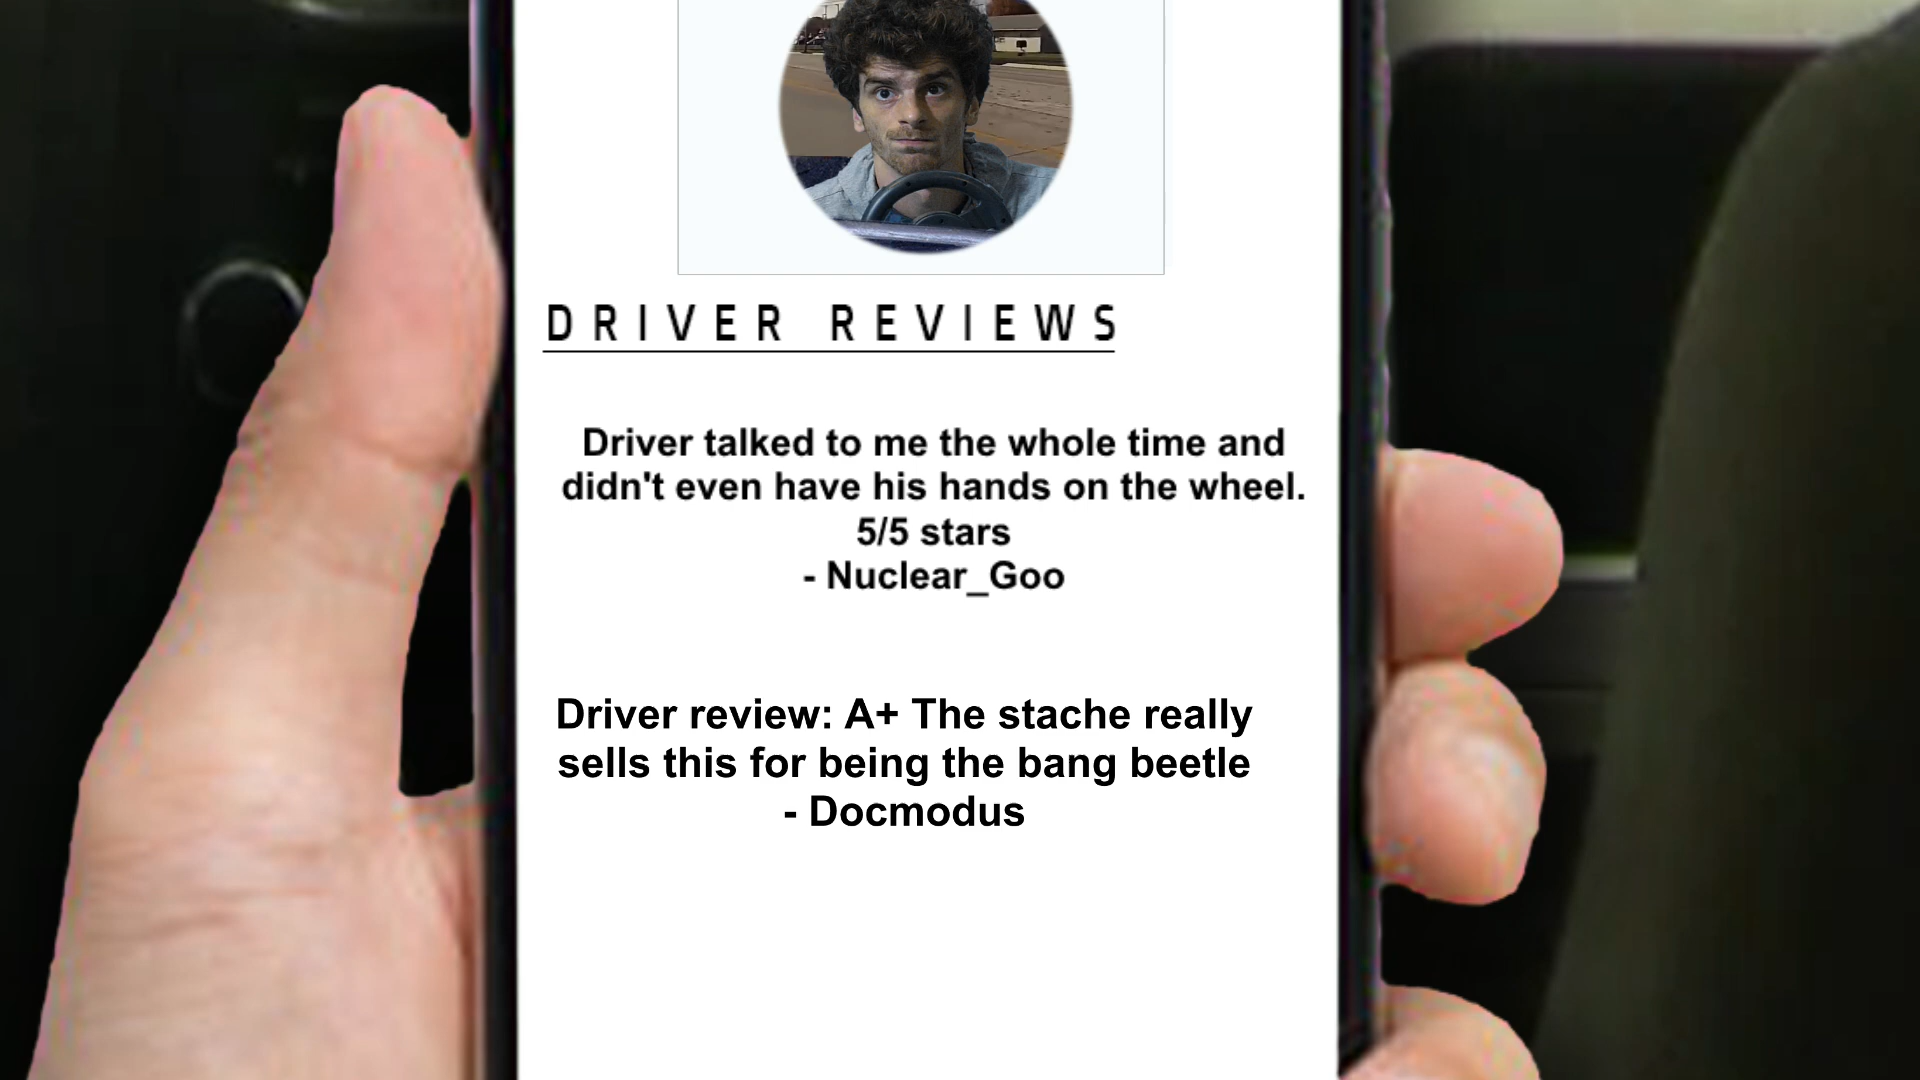 DRIVER REVIEWS
Driver talked to me the whole time and
didn't even have his hands on the wheel.
5/5 stars
- Nuclear_Goo
Driver review: A+ The stache really
sells this for being the bang beetle
- Docmodus